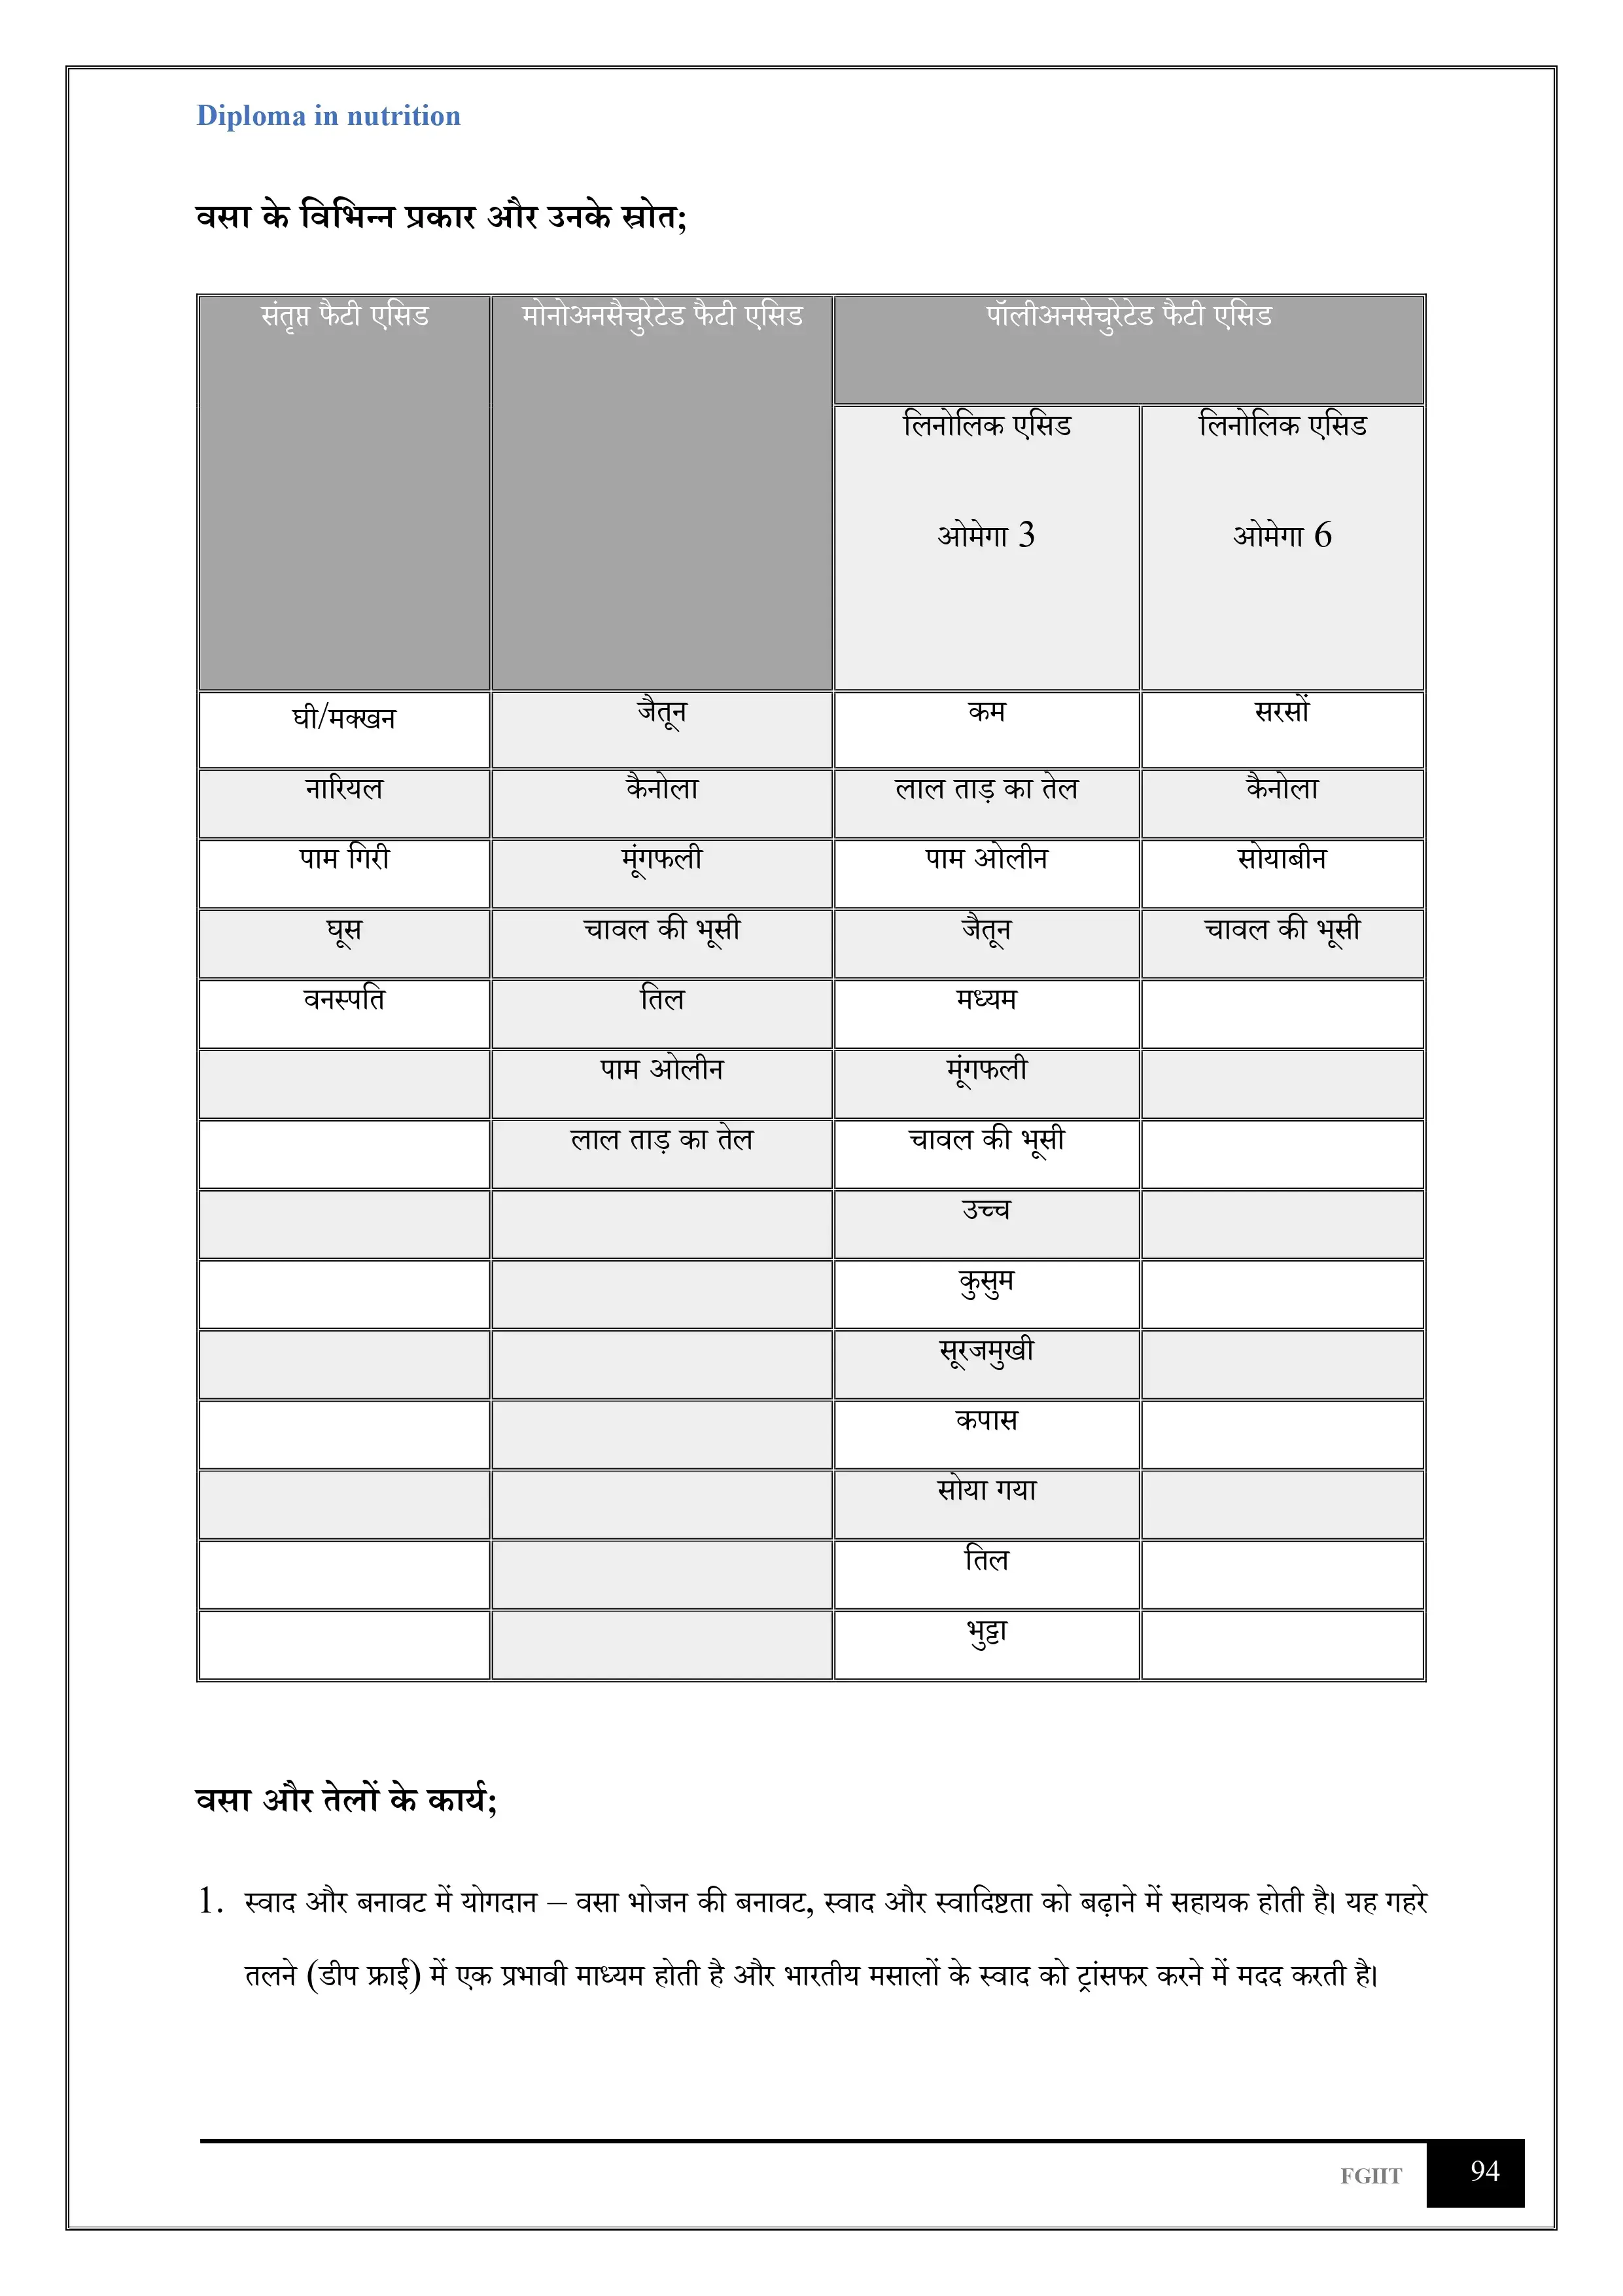 Diploma in nutrition
वसा के विभिन्न प्रकार और उनके स्रोत;
संतृप्त फैटी एसिड मोनोअनसैचुरेटेड फैटी एसिड पॉलीअनसेचुरेटेड फैटी एसिड
लिनोलिक एसिड लिनोलिक एसिड
ओमेगा 3 ओमेगा 6
घी/मक्खन जैतून कम सरसों
नारियल कैनोला लाल ताड़ का तेल कैनोला
पाम गिरी मूंगफली पाम ओलीन सोयाबीन
घूस चावल की भूसी जैतून चावल की भूसी
वनस्पति तिल मध्यम
पाम ओलीन मूंगफली
लाल ताड़ का तेल चावल की भूसी
उच्च
कुसुम
सूरजमुखी
कपास
सोया गया
तिल
भुट्टा
वसा और तेलों के कार्य;
1. स्वाद और बनावट में योगदान – वसा भोजन की बनावट, स्वाद और स्वादिष्टता को बढ़ाने में सहायक होती है। यह गहरे
तलने (डीप फ्राई) में एक प्रभावी माध्यम होती है और भारतीय मसालों के स्वाद को ट्रांसफर करने में मदद करती है।
FGIIT 94